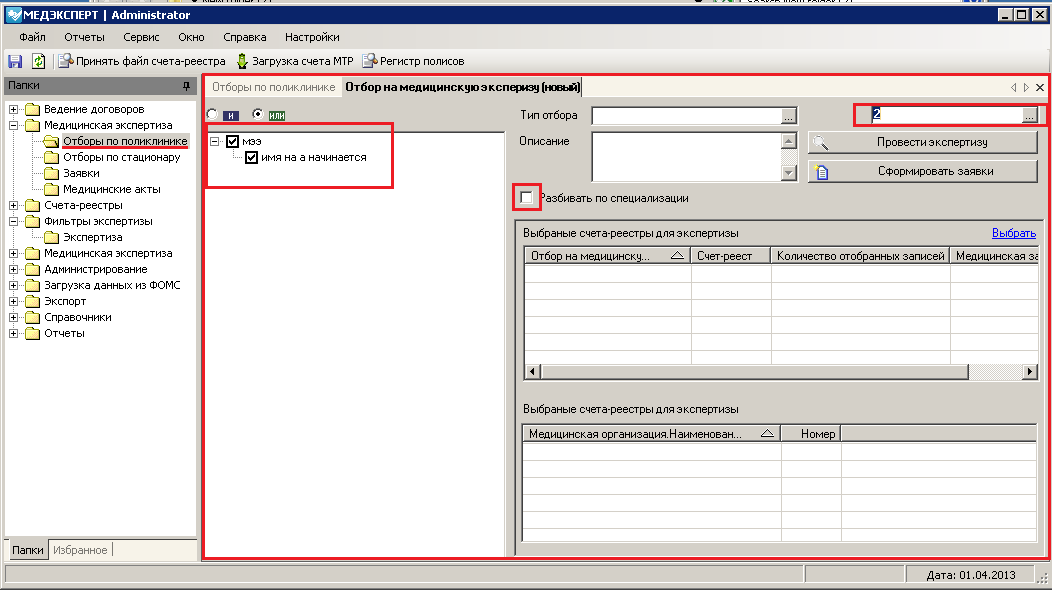 МЕДЭКСПЕРТ | Administrator
Файл Отчеты Сервис Окно Справка Настройки
Принять файл счета-реестра Загрузка счета МТР Регистр полисов
Папки
Ведение договоров
Медицинская экспертиза
Отборы по поликлинике
Отборы по стационару
Заявки
Медицинские акты
Счета-реестры
Фильтры экспертизы
Экспертиза
Медицинская экспертиза
Администрирование
Загрузка данных из ФОМС
Экспорт
Справочники
Отчеты
Папки Избранное
Отборы по поликлинике Отбор на медицинскую эксперизу (новый)
И ИЛИ
мээ
имя на а начинается
Тип отбора ... 2 ...
Описание
Провести экспертизу
Сформировать заявки
Разбивать по специализации
Выбраные счета-реестры для экспертизы Выбрать
Отбор на медицинску... Счет-реест Количество отобранных записей Медицинская за
Выбраные счета-реестры для экспертизы
Медицинская организация.Наименован... Номер
Дата: 01.04.2013